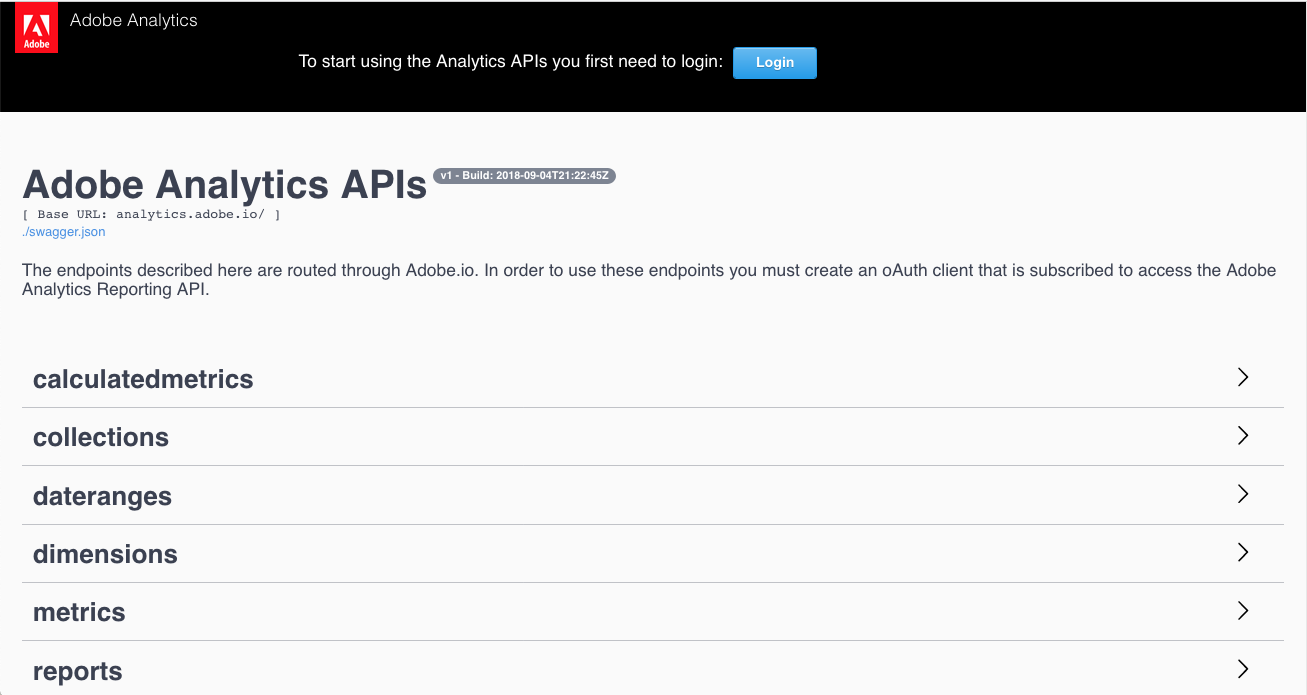 Adobe
Adobe Analytics
To start using the Analytics APIs you first need to login:
Login
Adobe Analytics APIs v1 - Build: 2018-09-04T21:22:45Z
[ Base URL: analytics.adobe.io/ ]
./swagger.json
The endpoints described here are routed through Adobe.io. In order to use these endpoints you must create an oAuth client that is subscribed to access the Adobe
Analytics Reporting API.
calculatedmetrics
collections
dateranges
dimensions
metrics
reports